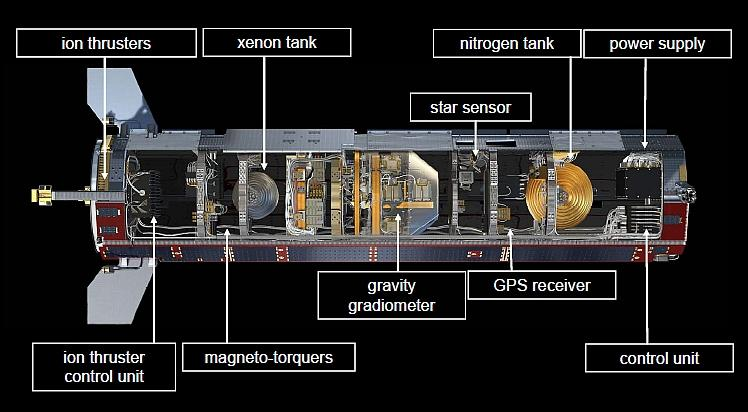 ion thrusters
xenon tank
nitrogen tank
power supply
star sensor
gravity
gradiometer
GPS receiver
ion thruster
control unit
magneto-torquers
control unit